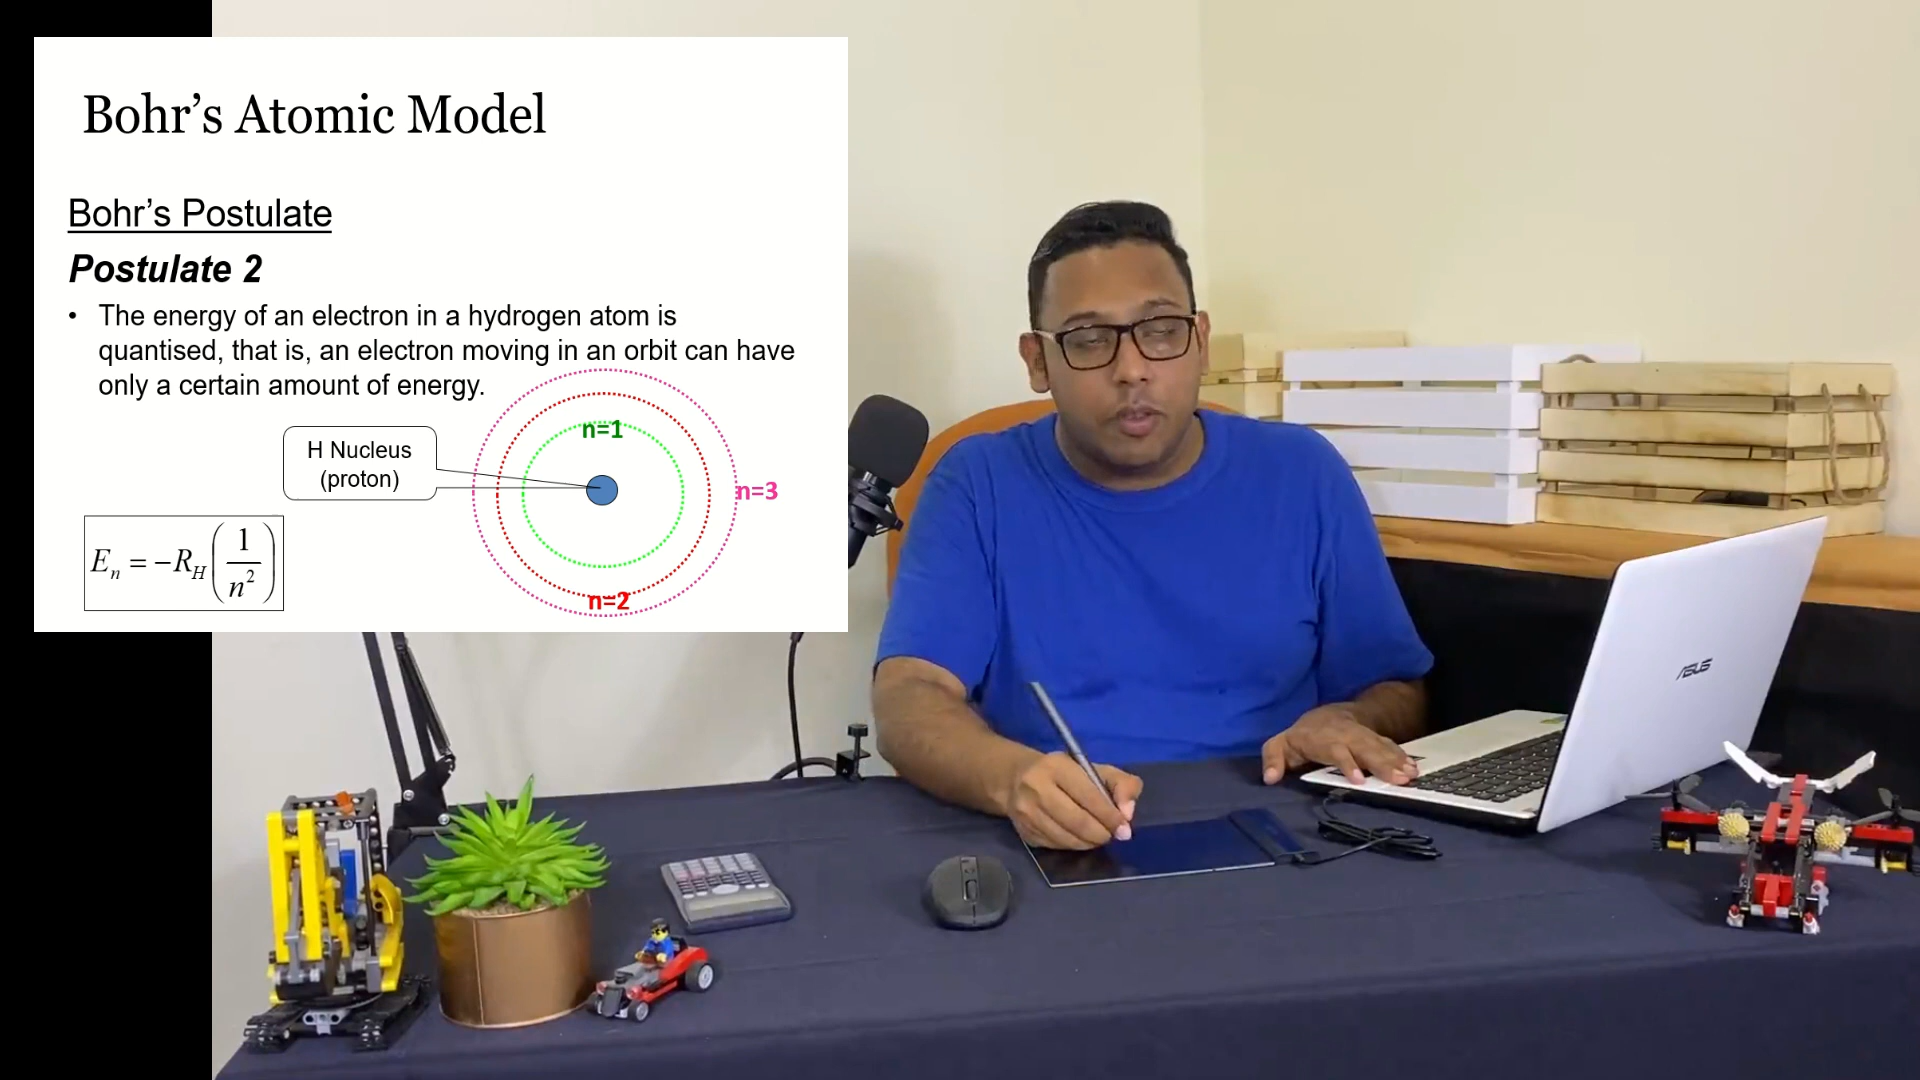 Bohr’s Atomic Model
Bohr’s Postulate
Postulate 2
• The energy of an electron in a hydrogen atom is
quantised, that is, an electron moving in an orbit can have
only a certain amount of energy.
n=1
H Nucleus
(proton)
n=3
E_n = −R_H (1/n²)
n=2
ASUS